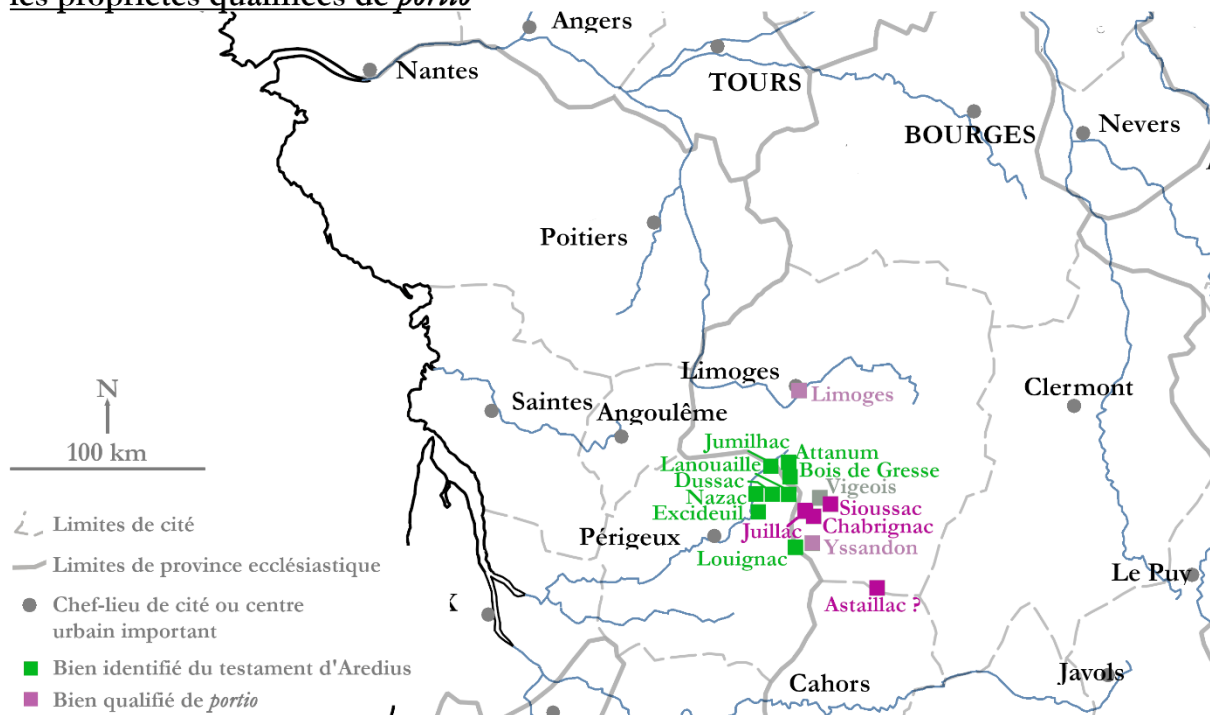 les propriétés qualifiées de portio
Angers
Nantes
TOURS
BOURGES
Nevers
Poitiers
Limoges
Limoges
Clermont
N
100 km
Saintes
Angoulême
Jumilhac
Attanum
Lanouaille
Bois de Gresse
Dussac
Vigeois
Nazac
Sioussac
Excideuil
Chabrignac
Juillac
Périgueux
Yssandon
Louignac
Le Puy
Astaillac ?
Cahors
Javols
Limites de cité
Limites de province ecclésiastique
Chef-lieu de cité ou centre
urbain important
Bien identifié du testament d'Aredius
Bien qualifié de portio